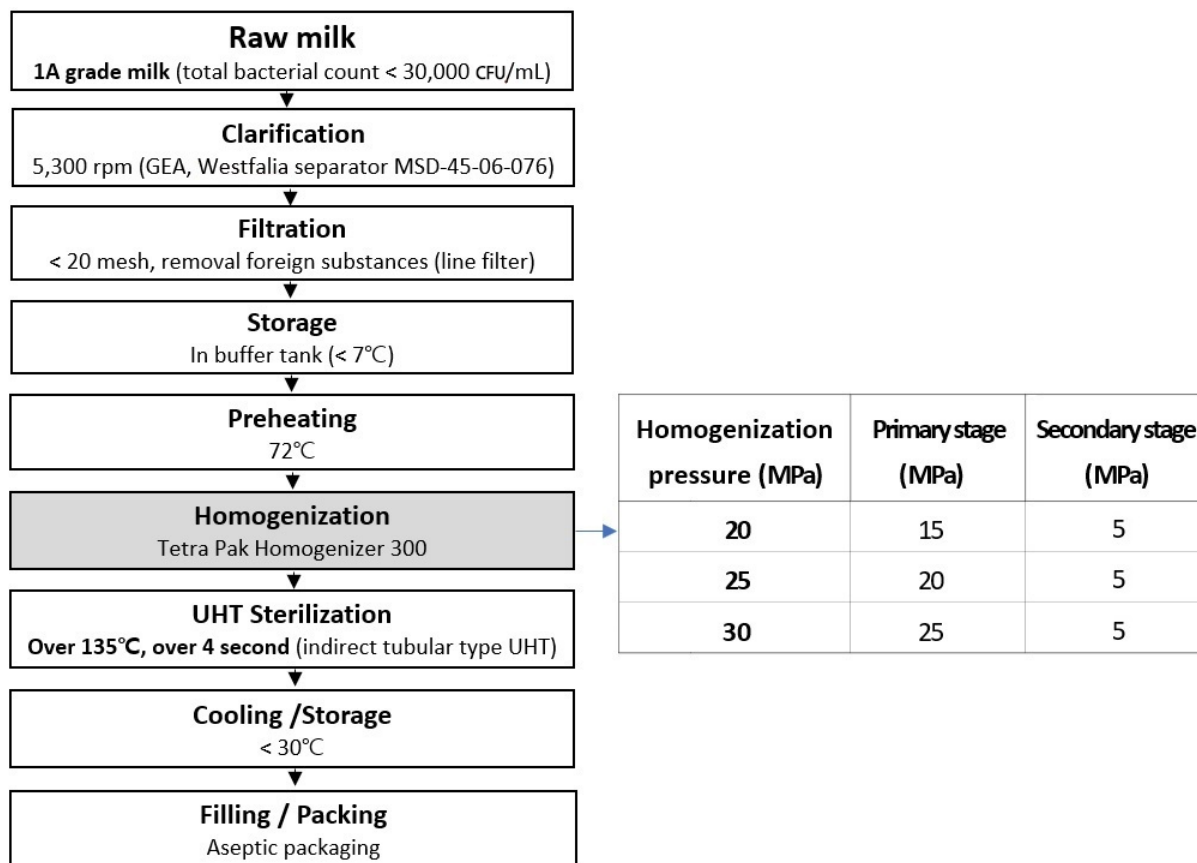 Raw milk
1A grade milk (total bacterial count < 30,000 CFU/mL)
Clarification
5,300 rpm (GEA, Westfalia separator MSD-45-06-076)
Filtration
< 20 mesh, removal foreign substances (line filter)
Storage
In buffer tank (< 7℃)
Preheating
72℃
Homogenization
Tetra Pak Homogenizer 300
UHT Sterilization
Over 135℃, over 4 second (indirect tubular type UHT)
Cooling /Storage
< 30℃
Filling / Packing
Aseptic packaging
Homogenization pressure (MPa) Primary stage (MPa) Secondary stage (MPa)
20 15 5
25 20 5
30 25 5